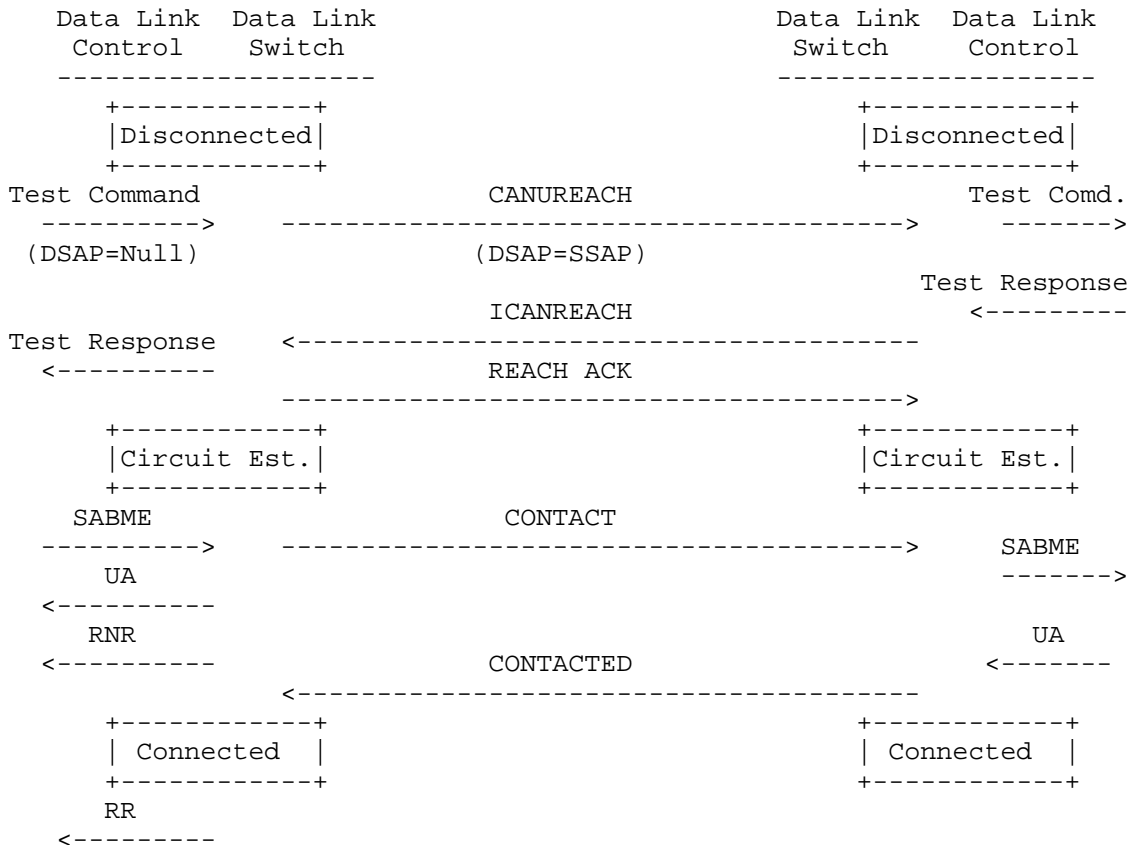 Data Link  Data Link                              Data Link  Data Link
Control    Switch                                 Switch     Control
--------------------                         --------------------
+------------+                                 +------------+
|Disconnected|                                 |Disconnected|
+------------+                                 +------------+
Test Command                 CANUREACH                     Test Comd.
---------->    --------------------------------------->     ------->
(DSAP=Null)                 (DSAP=SSAP)
Test Response
ICANREACH                     <---------
Test Response    <---------------------------------------
<----------                 REACH ACK
--------------------------------------->
+------------+                                 +------------+
|Circuit Est.|                                 |Circuit Est.|
+------------+                                 +------------+
SABME                      CONTACT
---------->    --------------------------------------->     SABME
UA                                                      ------->
<----------
RNR                                                         UA
<----------                 CONTACTED                      <-------
<---------------------------------------
+------------+                                 +------------+
| Connected  |                                 | Connected  |
+------------+                                 +------------+
RR
<---------